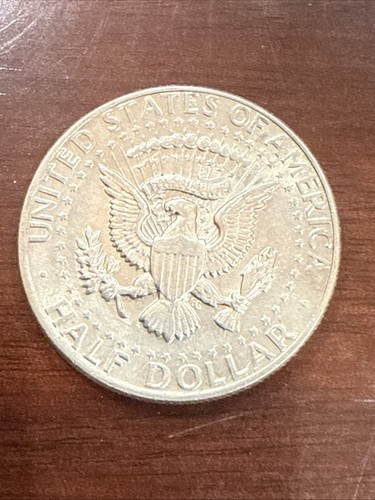 UNITED STATES OF AMERICA
HALF DOLLAR